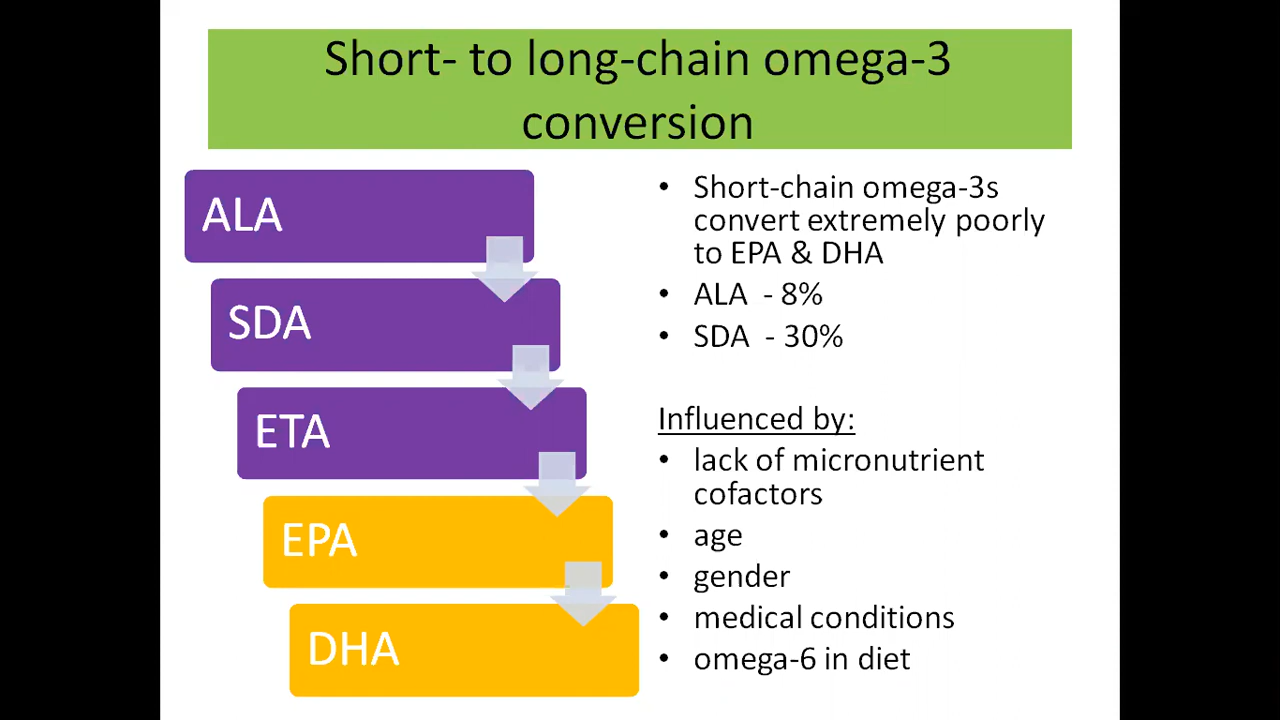 Short- to long-chain omega-3
conversion
ALA
SDA
ETA
EPA
DHA
• Short-chain omega-3s
convert extremely poorly
to EPA & DHA
• ALA - 8%
• SDA - 30%
Influenced by:
• lack of micronutrient
cofactors
• age
• gender
• medical conditions
• omega-6 in diet